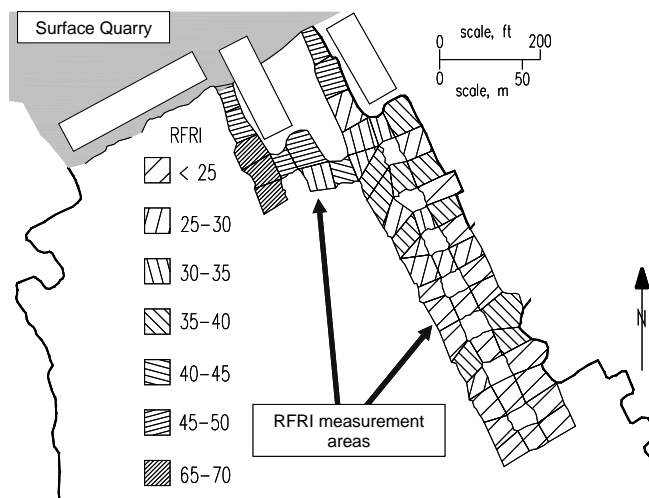 Surface Quarry
scale, ft
0 200
0 50
scale, m
RFRI
< 25
25-30
30-35
35-40
40-45
45-50
65-70
N
RFRI measurement
areas